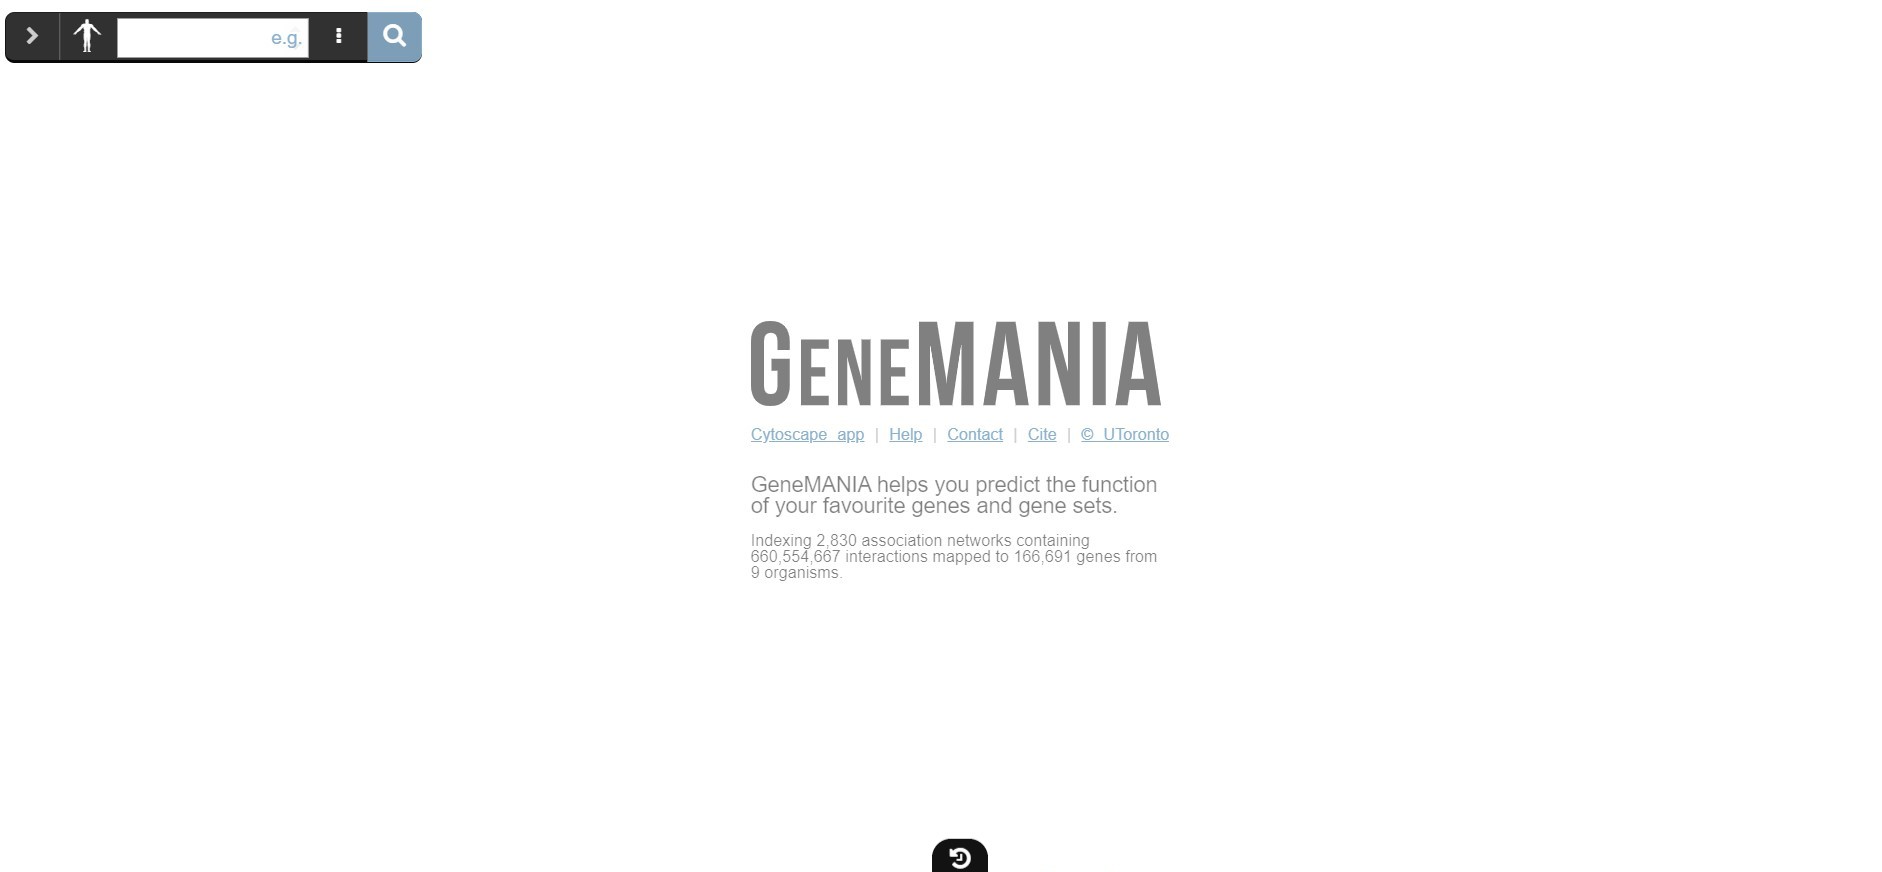 e.g.
GENEMANIA
Cytoscape app | Help | Contact | Cite | © UToronto
GeneMANIA helps you predict the function
of your favourite genes and gene sets.
Indexing 2,830 association networks containing
660,554,667 interactions mapped to 166,691 genes from
9 organisms.